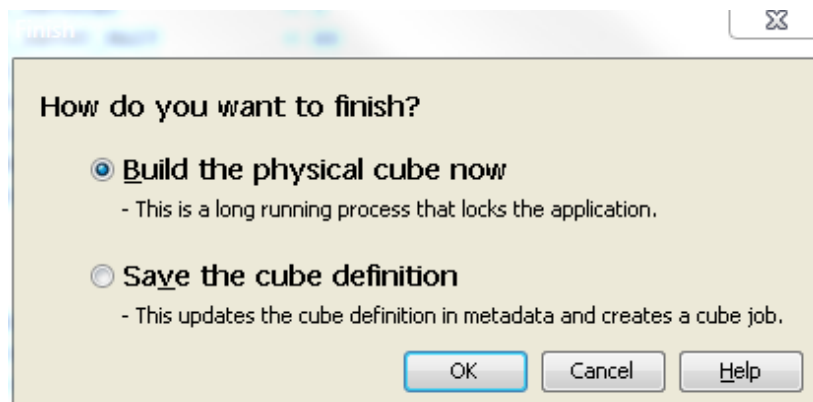 Finish
How do you want to finish?
Build the physical cube now
- This is a long running process that locks the application.
Save the cube definition
- This updates the cube definition in metadata and creates a cube job.
OK Cancel Help